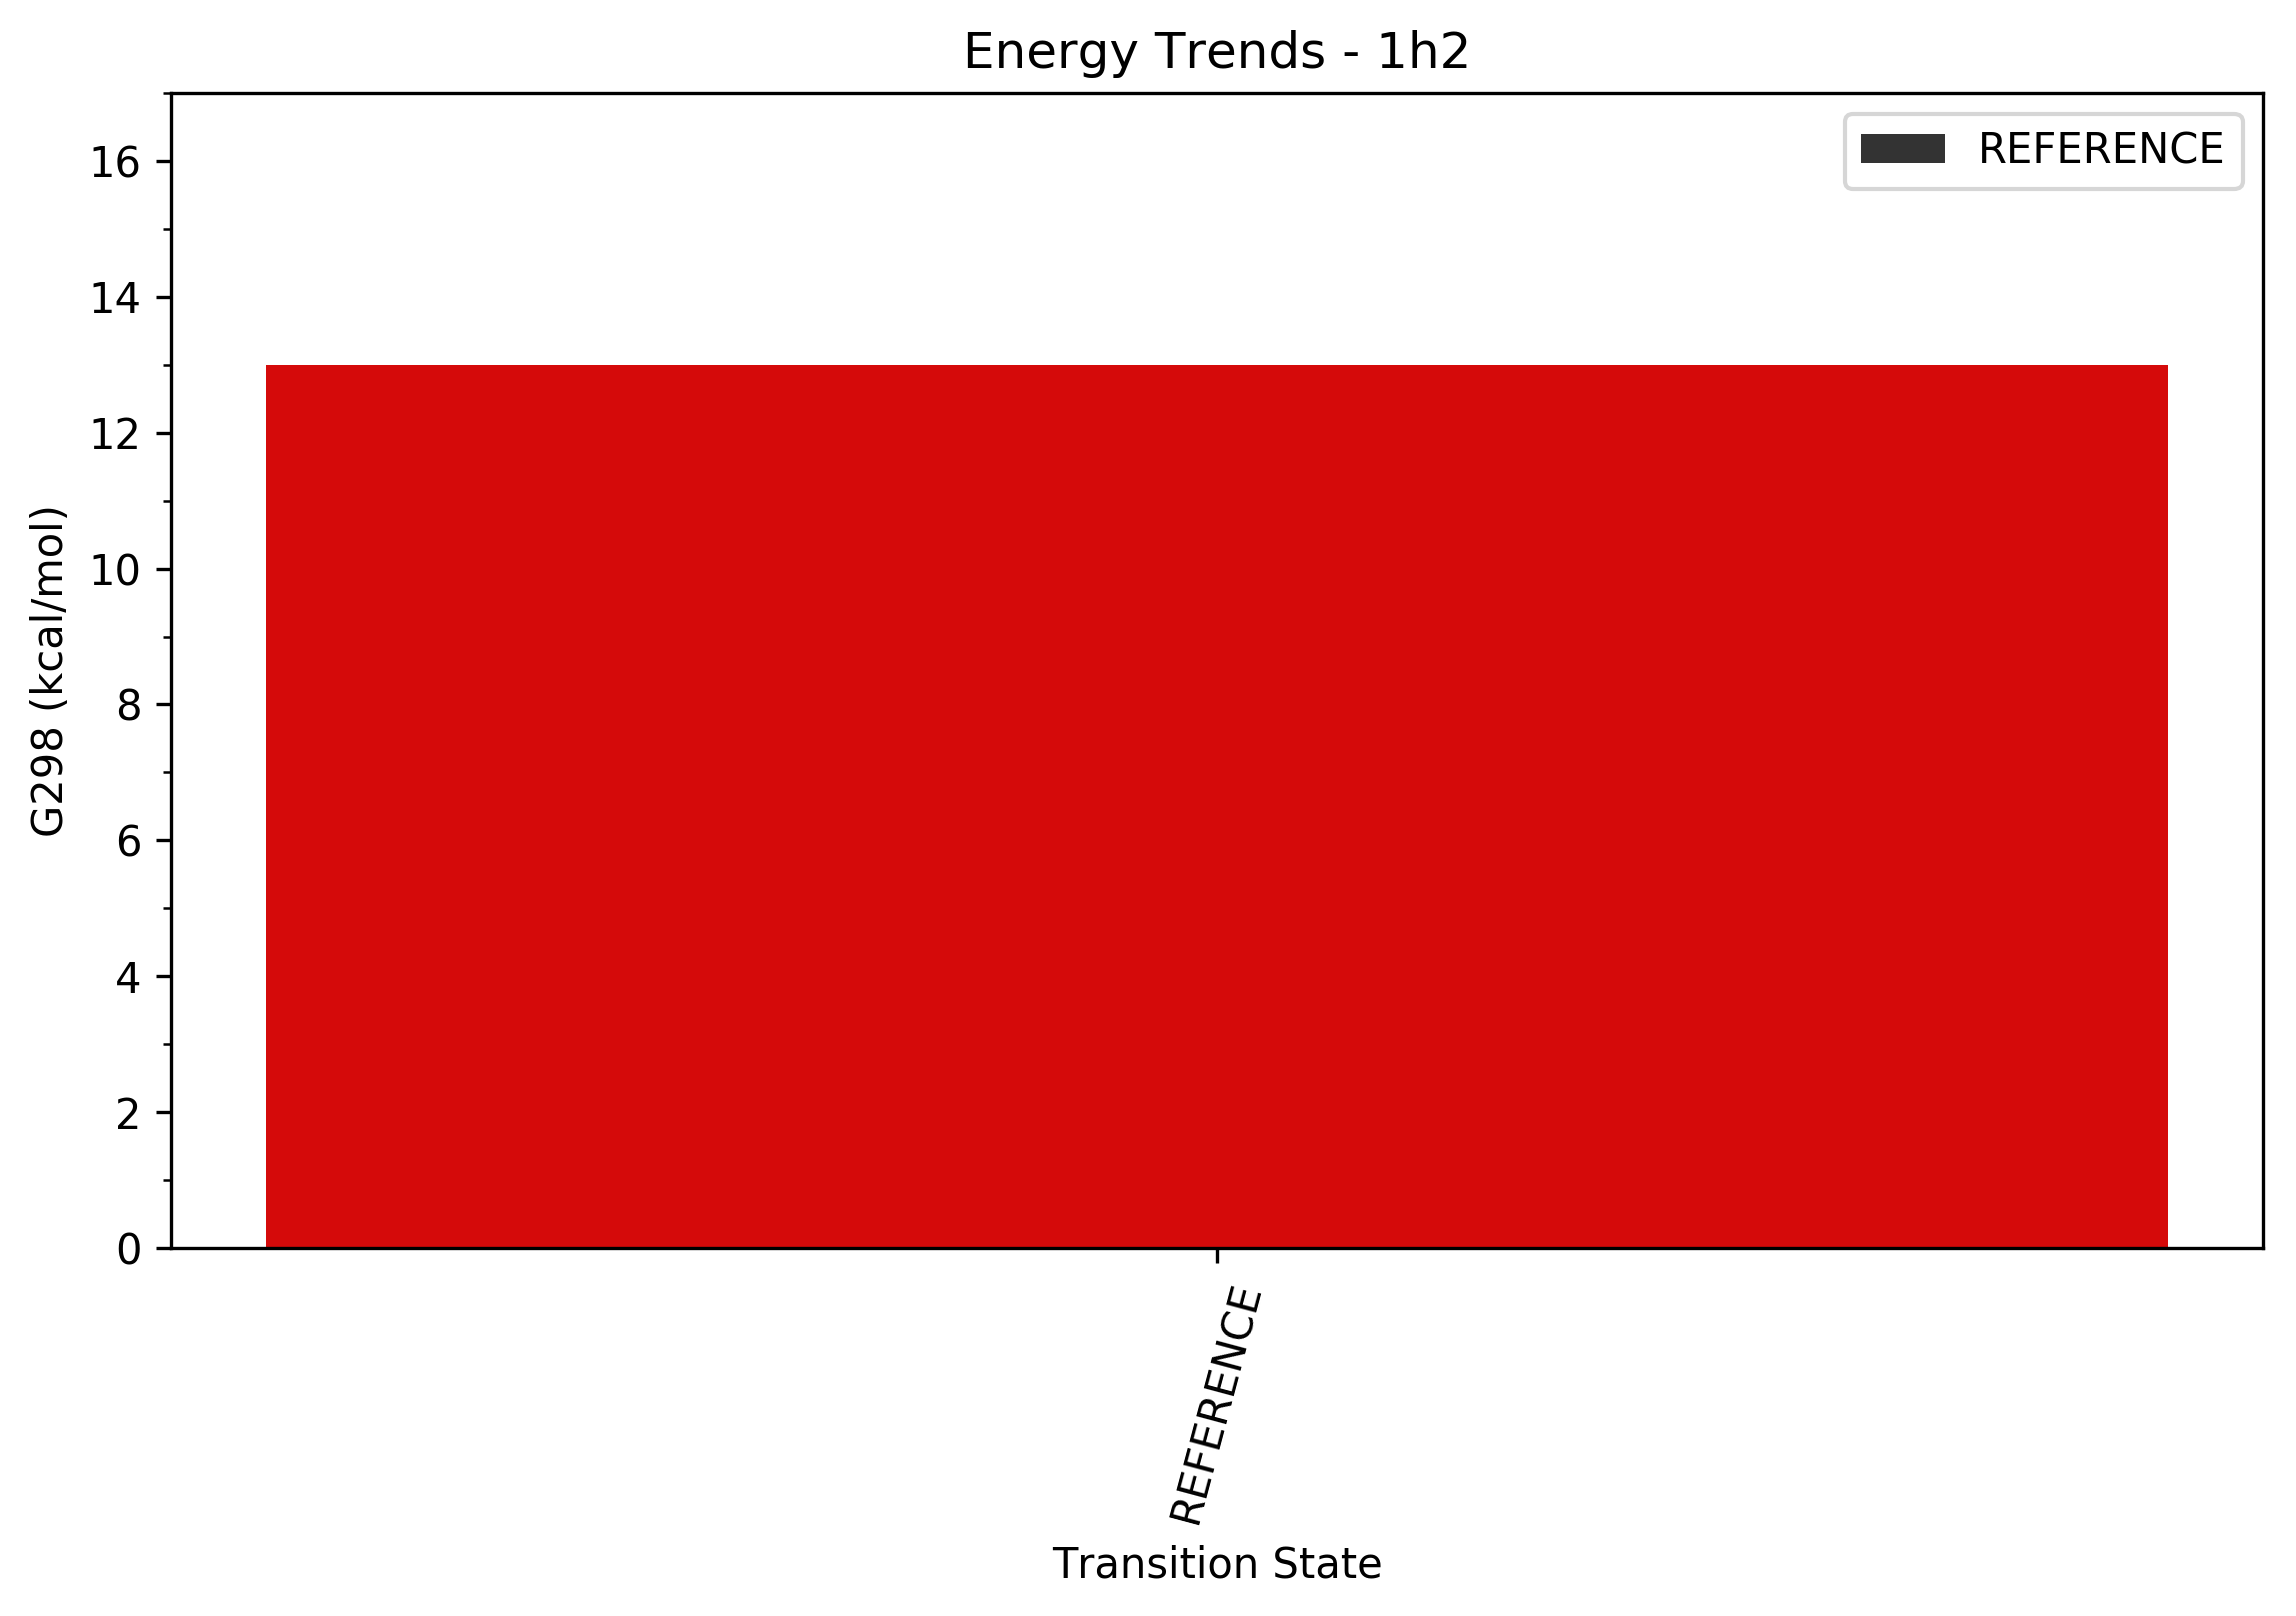 Energy Trends - 1h2
REFERENCE
16
14
12
10
8
6
4
2
0
G298 (kcal/mol)
REFERENCE
Transition State